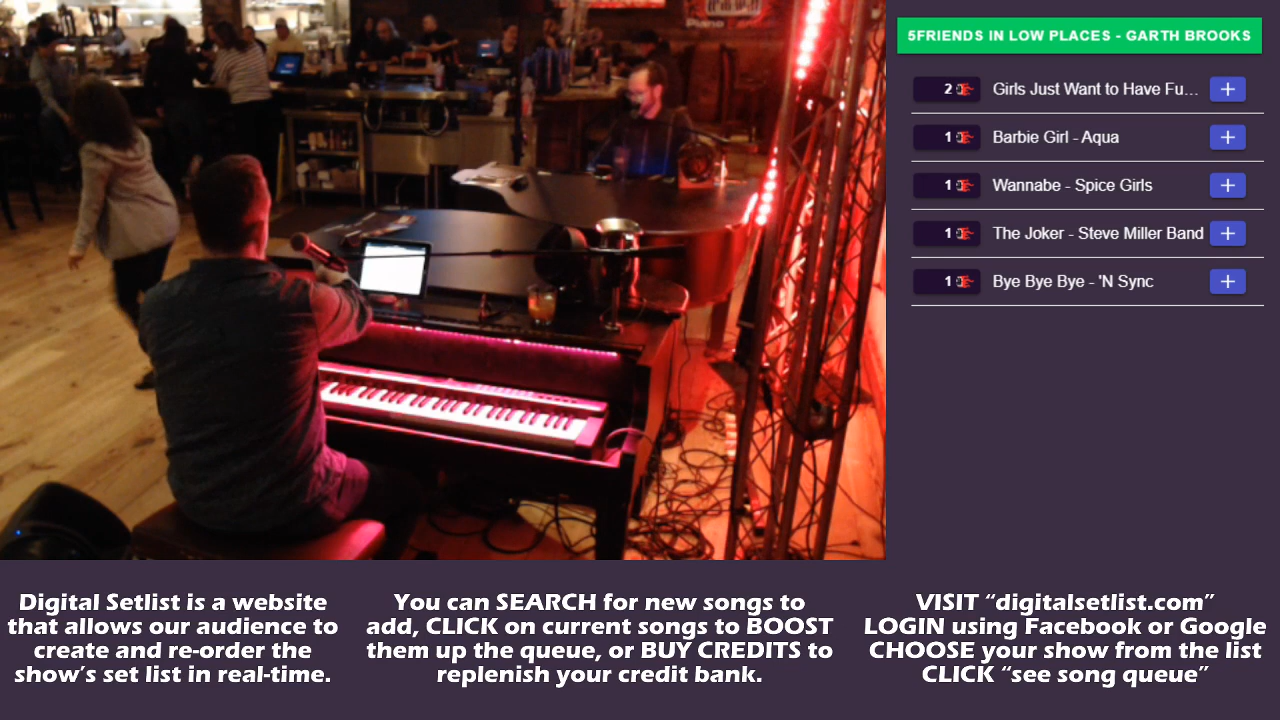 Piano
5FRIENDS IN LOW PLACES - GARTH BROOKS
2 Girls Just Want to Have Fu...
1 Barbie Girl - Aqua
1 Wannabe - Spice Girls
1 The Joker - Steve Miller Band
1 Bye Bye Bye - 'N Sync
Digital Setlist is a website
that allows our audience to
create and re-order the
show's set list in real-time.
You can SEARCH for new songs to
add, CLICK on current songs to BOOST
them up the queue, or BUY CREDITS to
replenish your credit bank.
VISIT “digitalsetlist.com”
LOGIN using Facebook or Google
CHOOSE your show from the list
CLICK “see song queue”